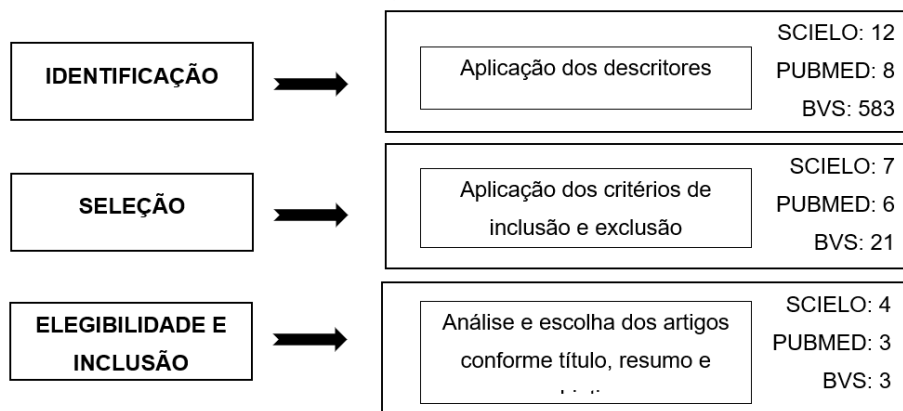 IDENTIFICAÇÃO
Aplicação dos descritores
SCIELO: 12
PUBMED: 8
BVS: 583
SELEÇÃO
Aplicação dos critérios de
inclusão e exclusão
SCIELO: 7
PUBMED: 6
BVS: 21
ELEGIBILIDADE E
INCLUSÃO
Análise e escolha dos artigos
conforme título, resumo e
SCIELO: 4
PUBMED: 3
BVS: 3